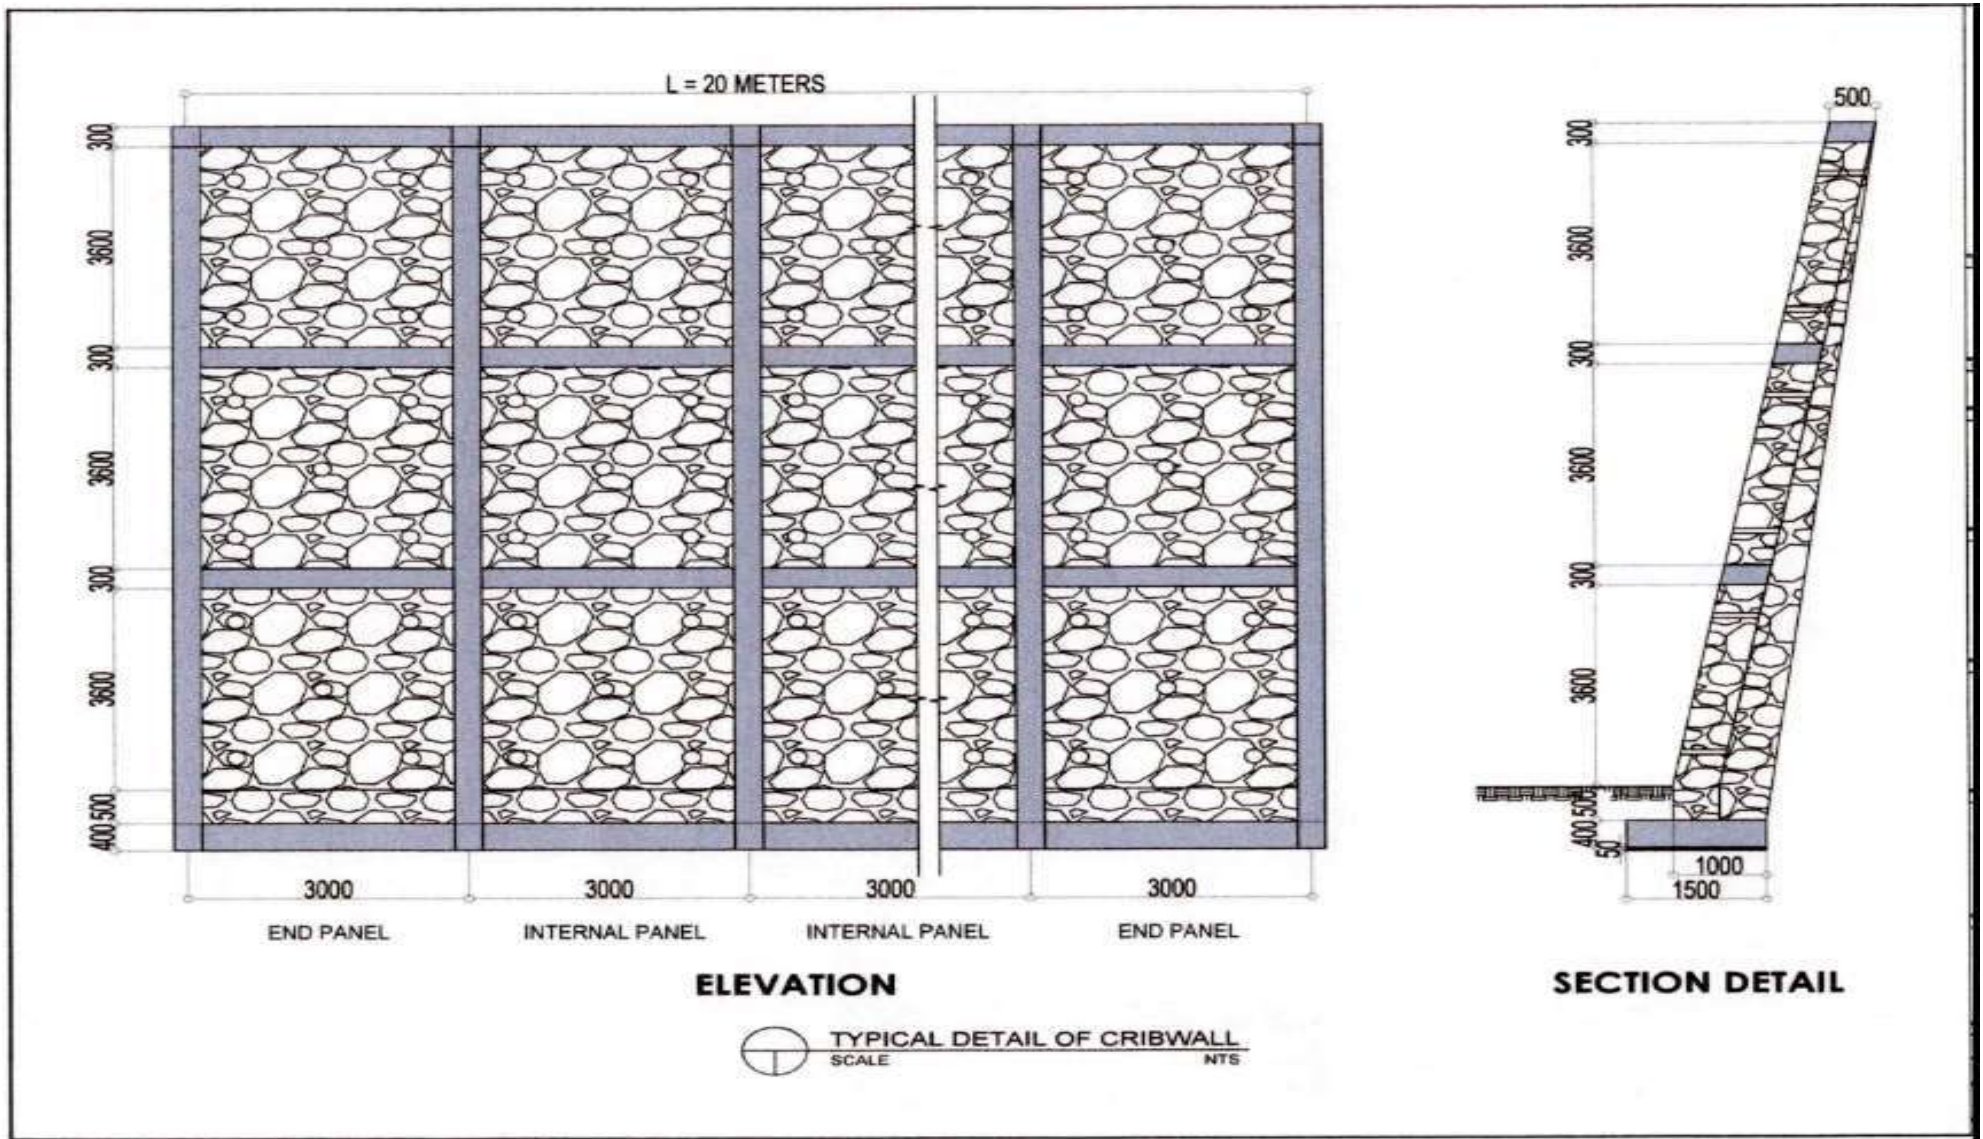 L = 20 METERS
300
3600
300
3600
300
3600
500
400
3000
3000
3000
3000
END PANEL
INTERNAL PANEL
INTERNAL PANEL
END PANEL
ELEVATION
500
300
3600
300
3600
300
3600
500
400
50
1000
1500
SECTION DETAIL
TYPICAL DETAIL OF CRIBWALL
SCALE
NTS